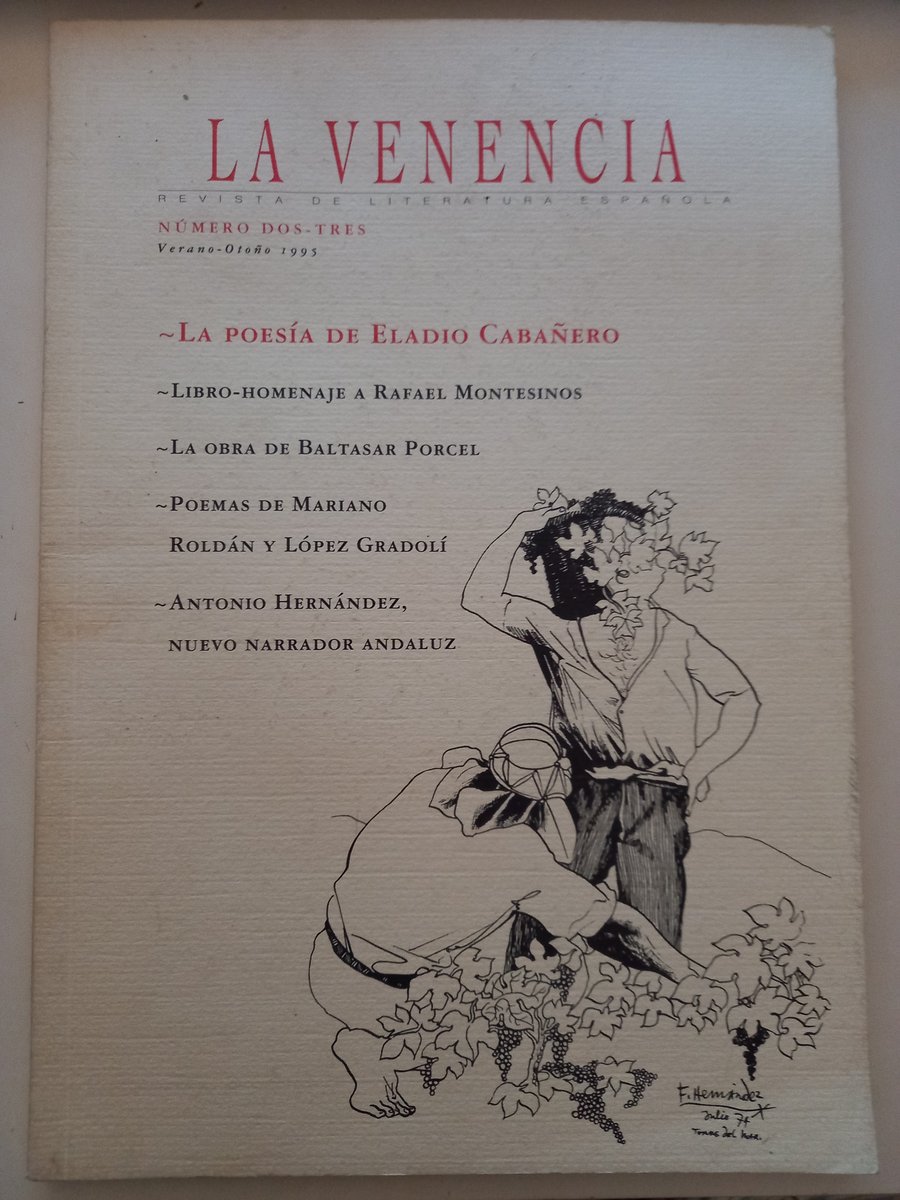 LA VENENCIA
REVISTA DE LITERATURA ESPAÑOLA
NÚMERO DOS-TRES
Verano-Otoño 1995
~LA POESÍA DE ELADIO CABAÑERO
~LIBRO-HOMENAJE A RAFAEL MONTESINOS
~LA OBRA DE BALTASAR PORCEL
~POEMAS DE MARIANO
ROLDÁN Y LÓPEZ GRADOLÍ
~ANTONIO HERNÁNDEZ,
NUEVO NARRADOR ANDALUZ
F. Hernández
Julio 74